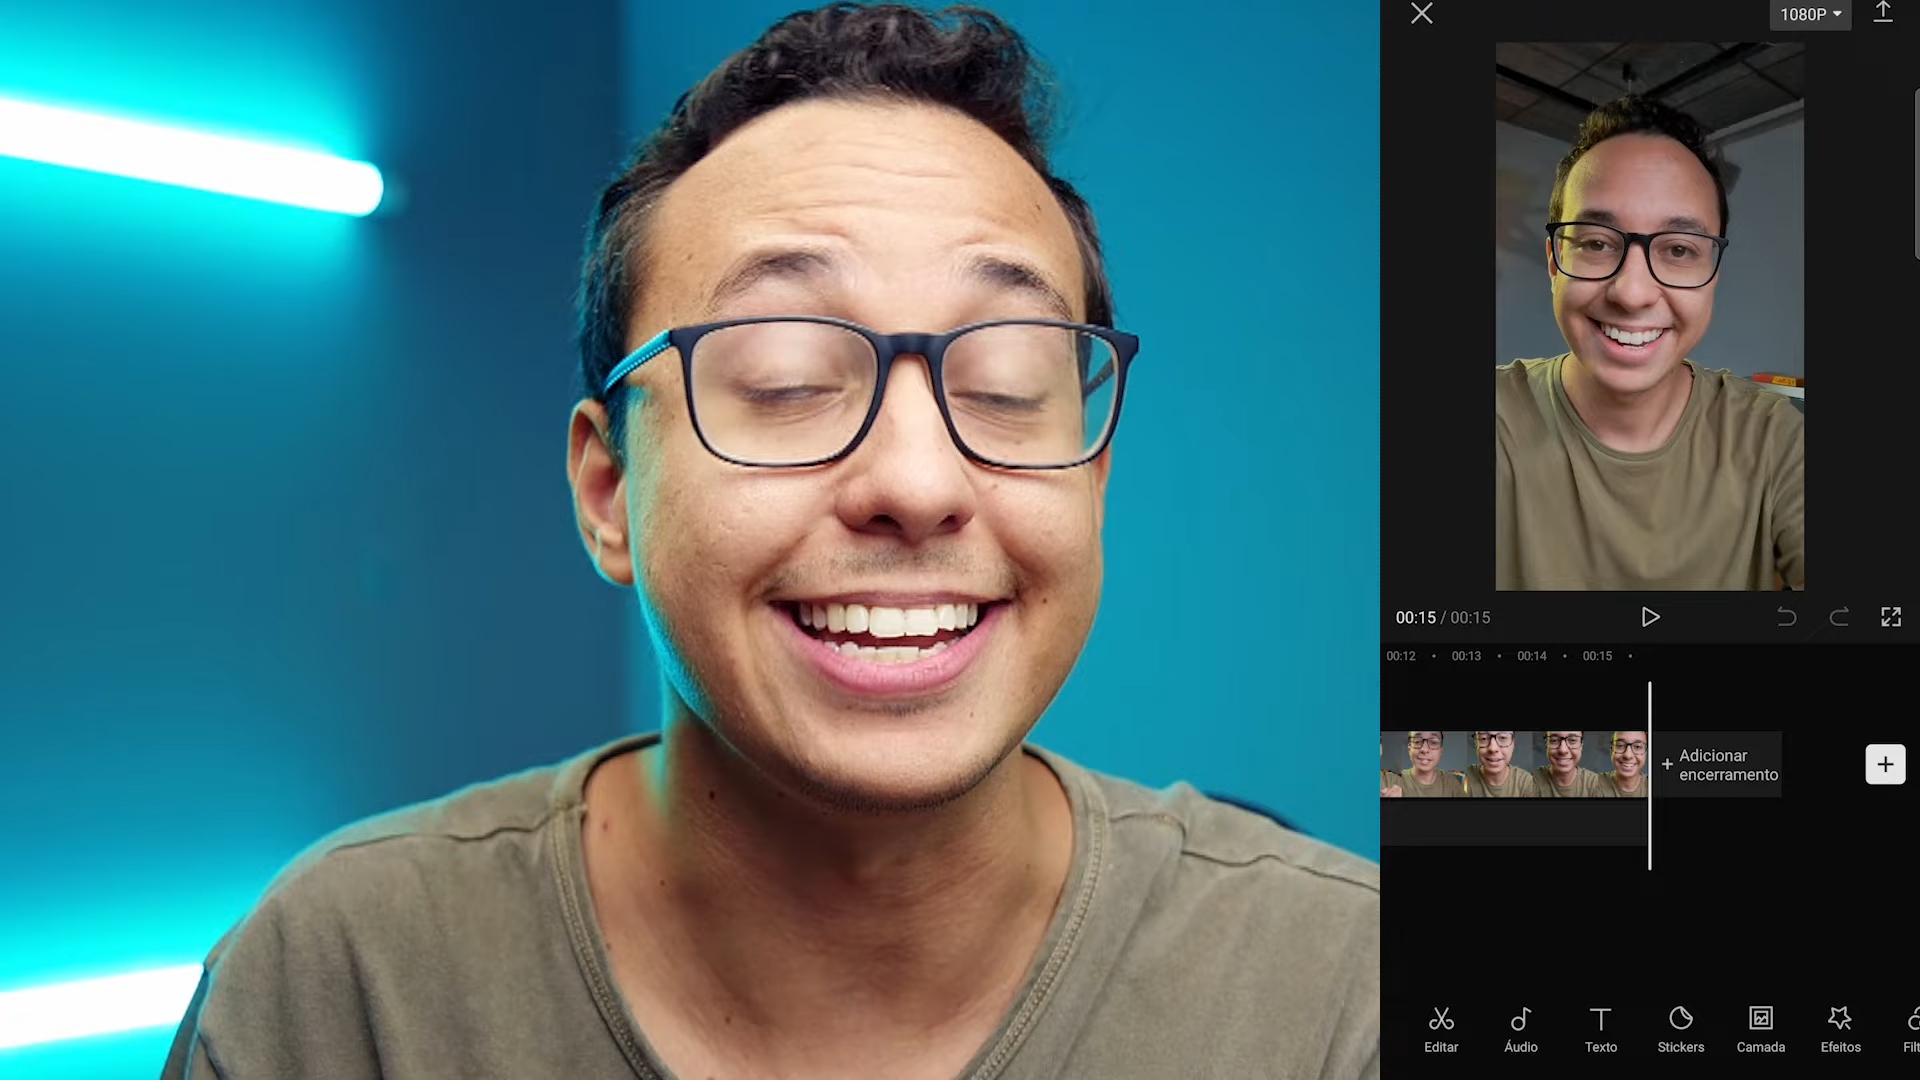 1080P
00:15 / 00:15
00:12 • 00:13 • 00:14 • 00:15 •
+ Adicionar
encerramento
+
Editar
Áudio
Texto
Stickers
Camada
Efeitos
Filt